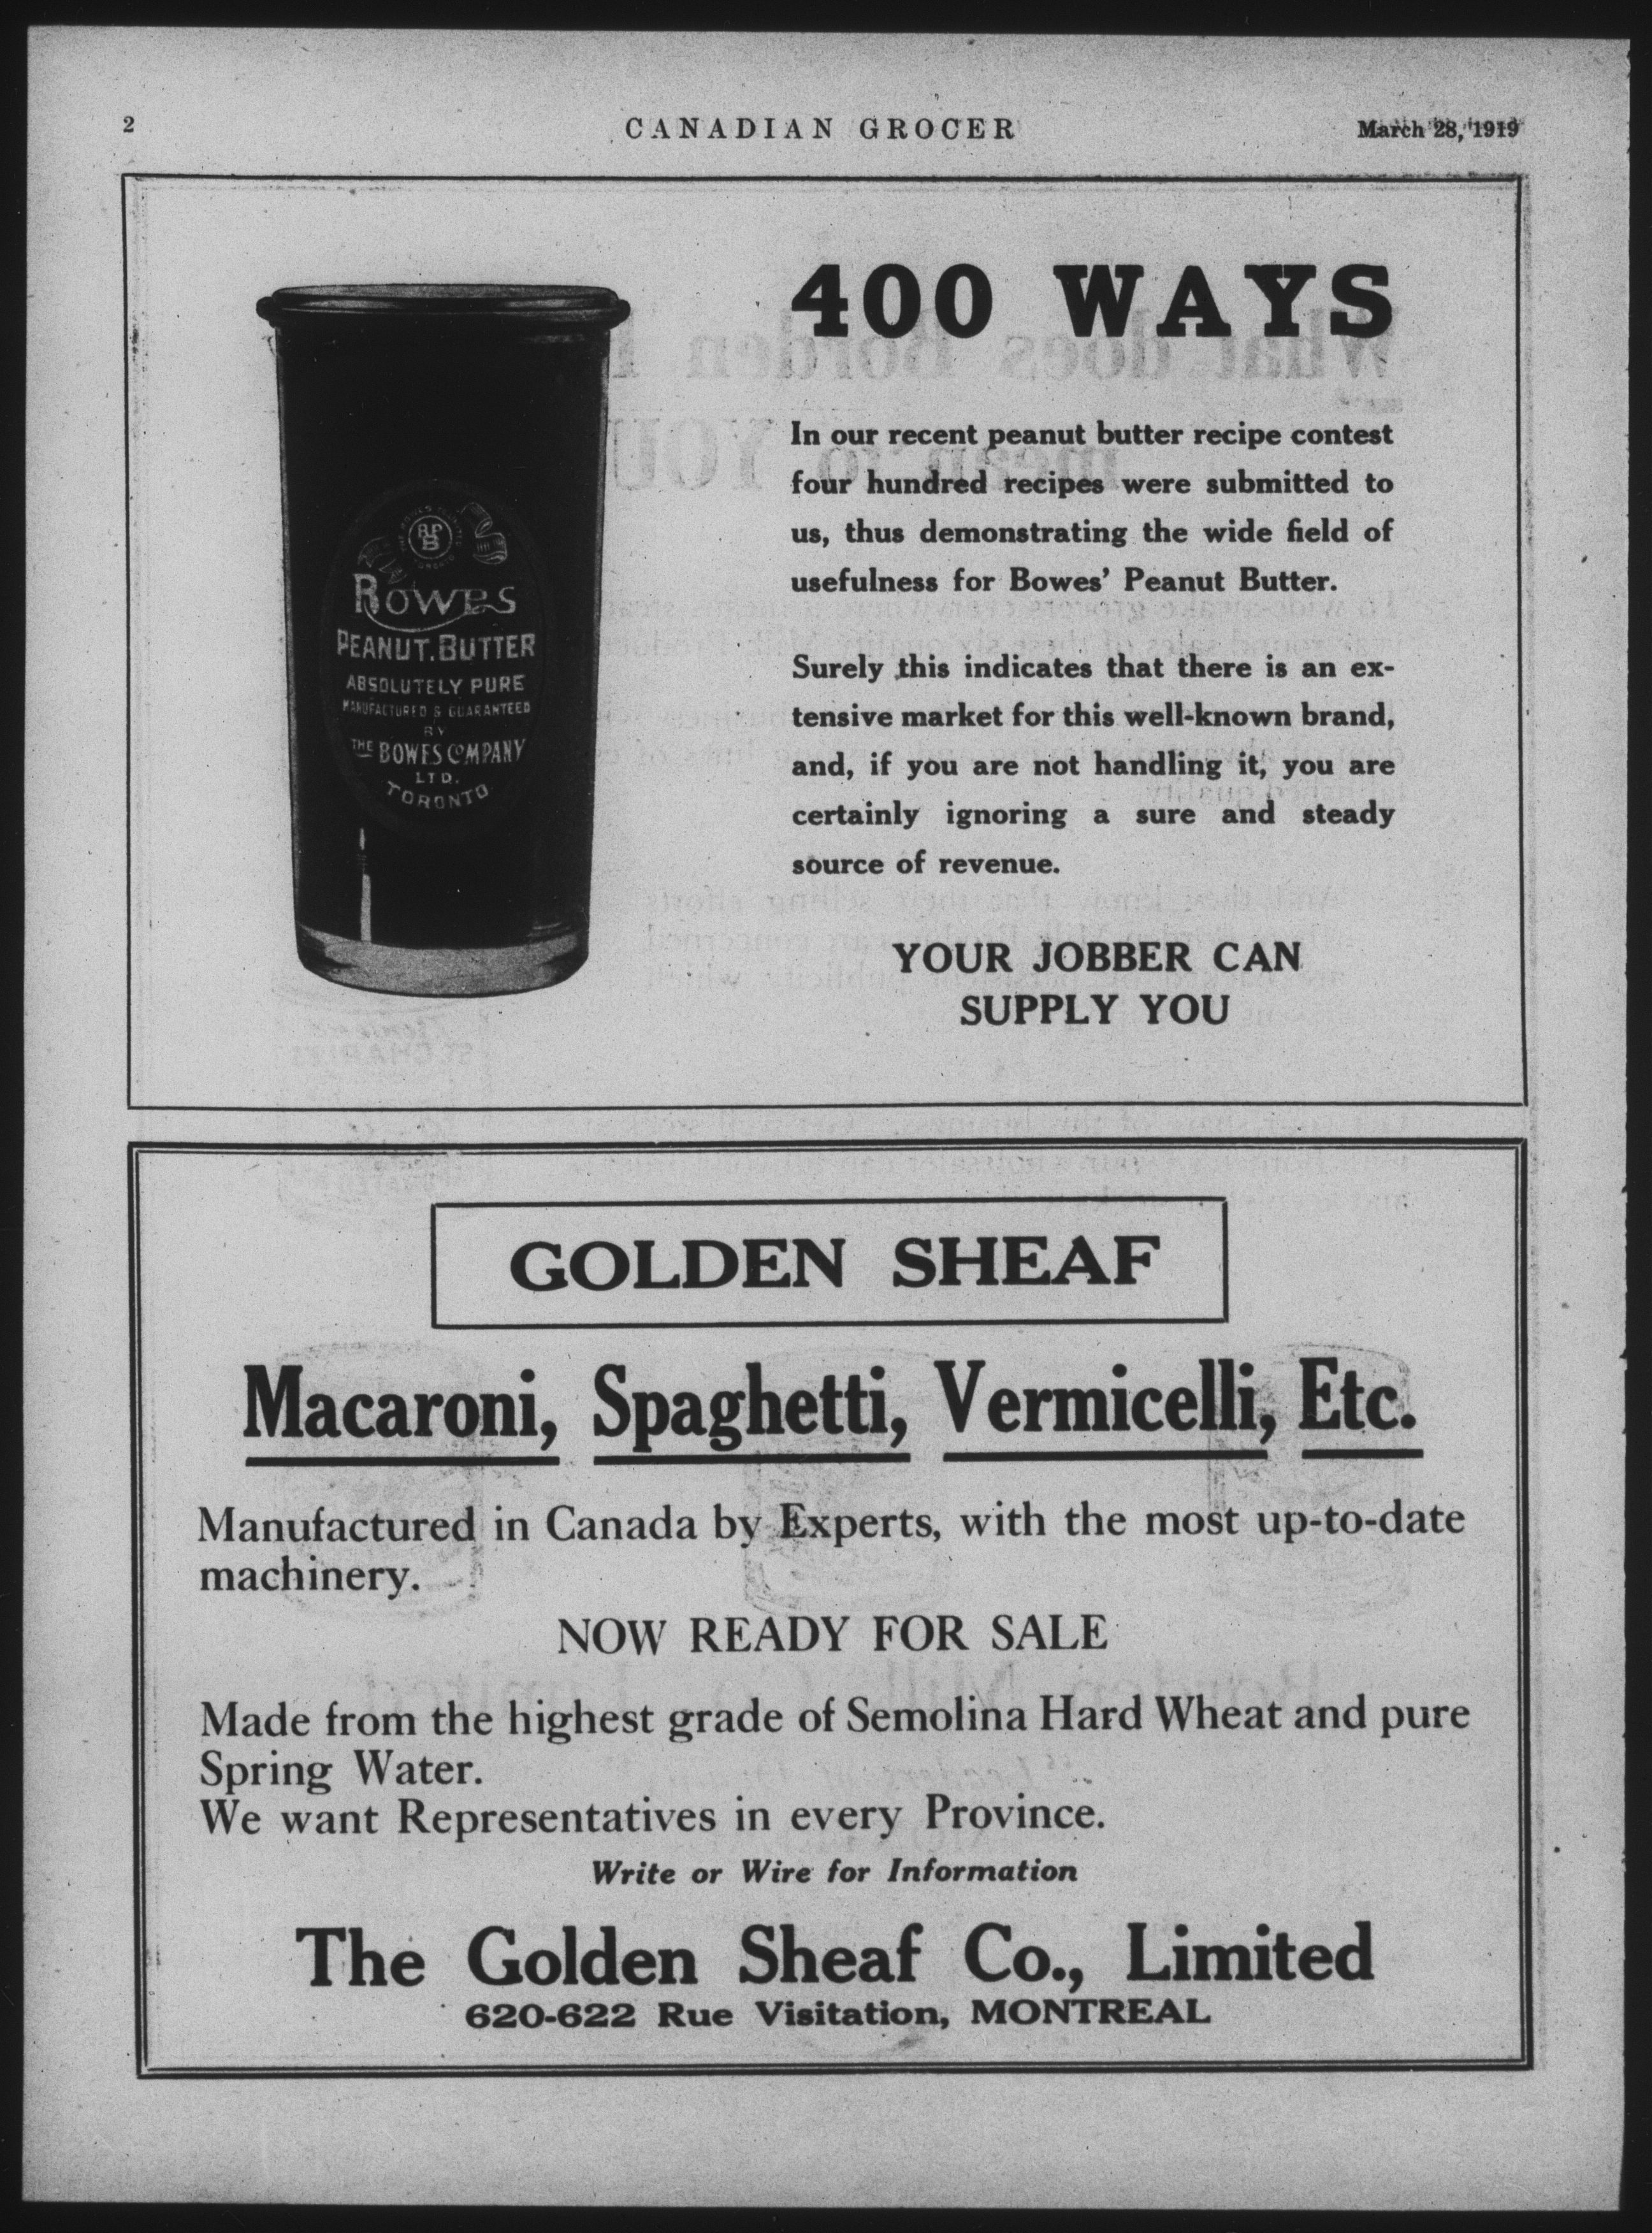 2
CANADIAN GROCER
March 28, 1919
400 WAYS
In our recent peanut butter recipe contest
four hundred recipes were submitted to
us, thus demonstrating the wide field of
usefulness for Bowes' Peanut Butter.
Surely this indicates that there is an ex-
tensive market for this well-known brand,
and, if you are not handling it, you are
certainly ignoring a sure and steady
source of revenue.
YOUR JOBBER CAN
SUPPLY YOU
BPB
BOWES
PEANUT BUTTER
ABSOLUTELY PURE
MANUFACTURED & GUARANTEED
BY
THE BOWES COMPANY
LTD.
TORONTO
GOLDEN SHEAF
Macaroni, Spaghetti, Vermicelli, Etc.
Manufactured in Canada by Experts, with the most up-to-date
machinery.
NOW READY FOR SALE
Made from the highest grade of Semolina Hard Wheat and pure
Spring Water.
We want Representatives in every Province.
Write or Wire for Information
The Golden Sheaf Co., Limited
620-622 Rue Visitation, MONTREAL